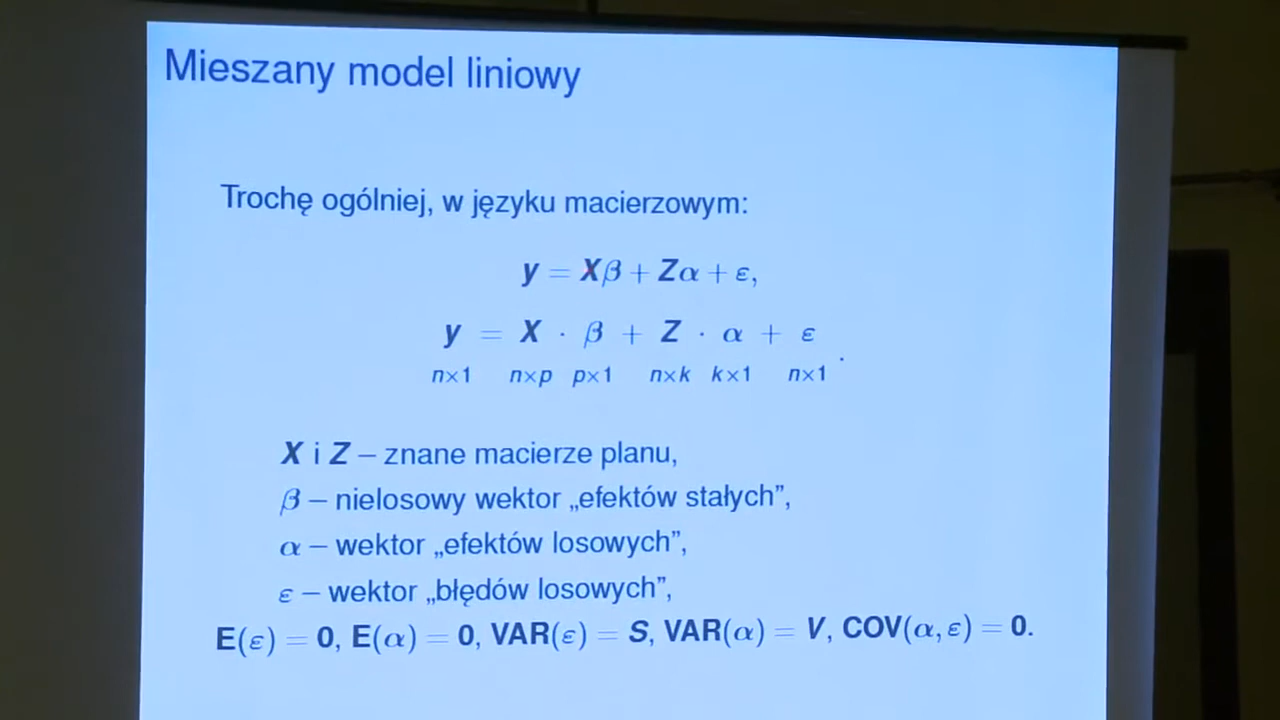 Mieszany model liniowy
Trochę ogólniej, w języku macierzowym:
y = Xβ + Zα + ε,
y = X · β + Z · α + ε .
n×1 n×p p×1 n×k k×1 n×1
X i Z – znane macierze planu,
β – nielosowy wektor „efektów stałych”,
α – wektor „efektów losowych”,
ε – wektor „błędów losowych”,
E(ε) = 0, E(α) = 0, VAR(ε) = S, VAR(α) = V, COV(α, ε) = 0.